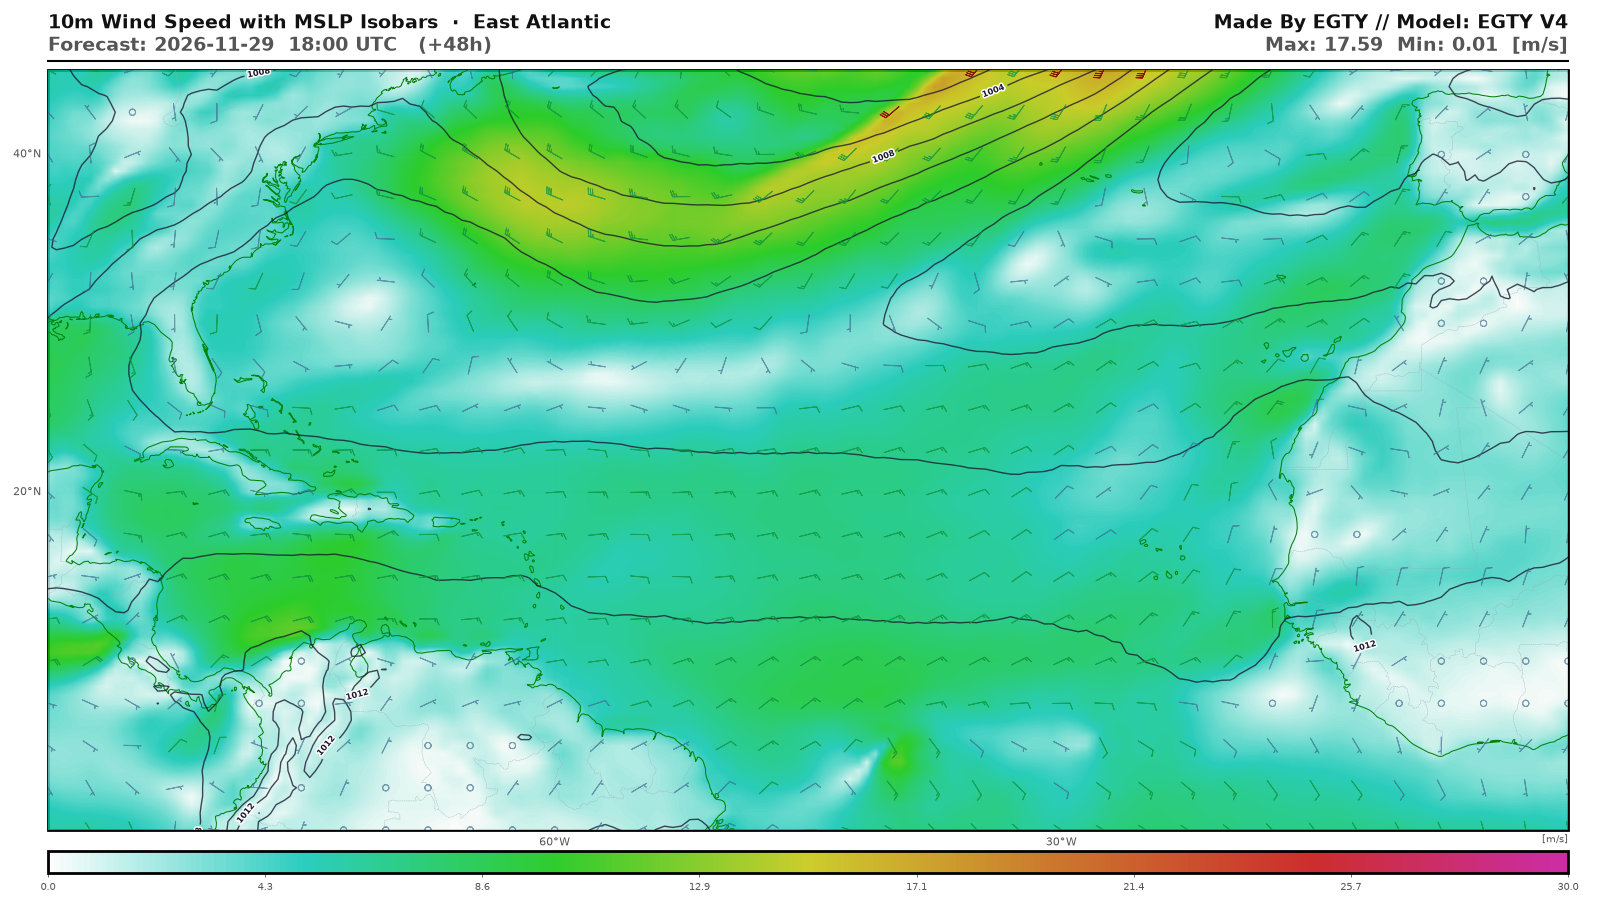 10m Wind Speed with MSLP Isobars · East Atlantic
Made By EGTY // Model: EGTY V4
Forecast: 2026-11-29 18:00 UTC (+48h)
Max: 17.59 Min: 0.01 [m/s]
1008
1004
1008
40°N
20°N
1012
1012
1012
1012
60°W
30°W
[m/s]
0.0
4.3
8.6
12.9
17.1
21.4
25.7
30.0